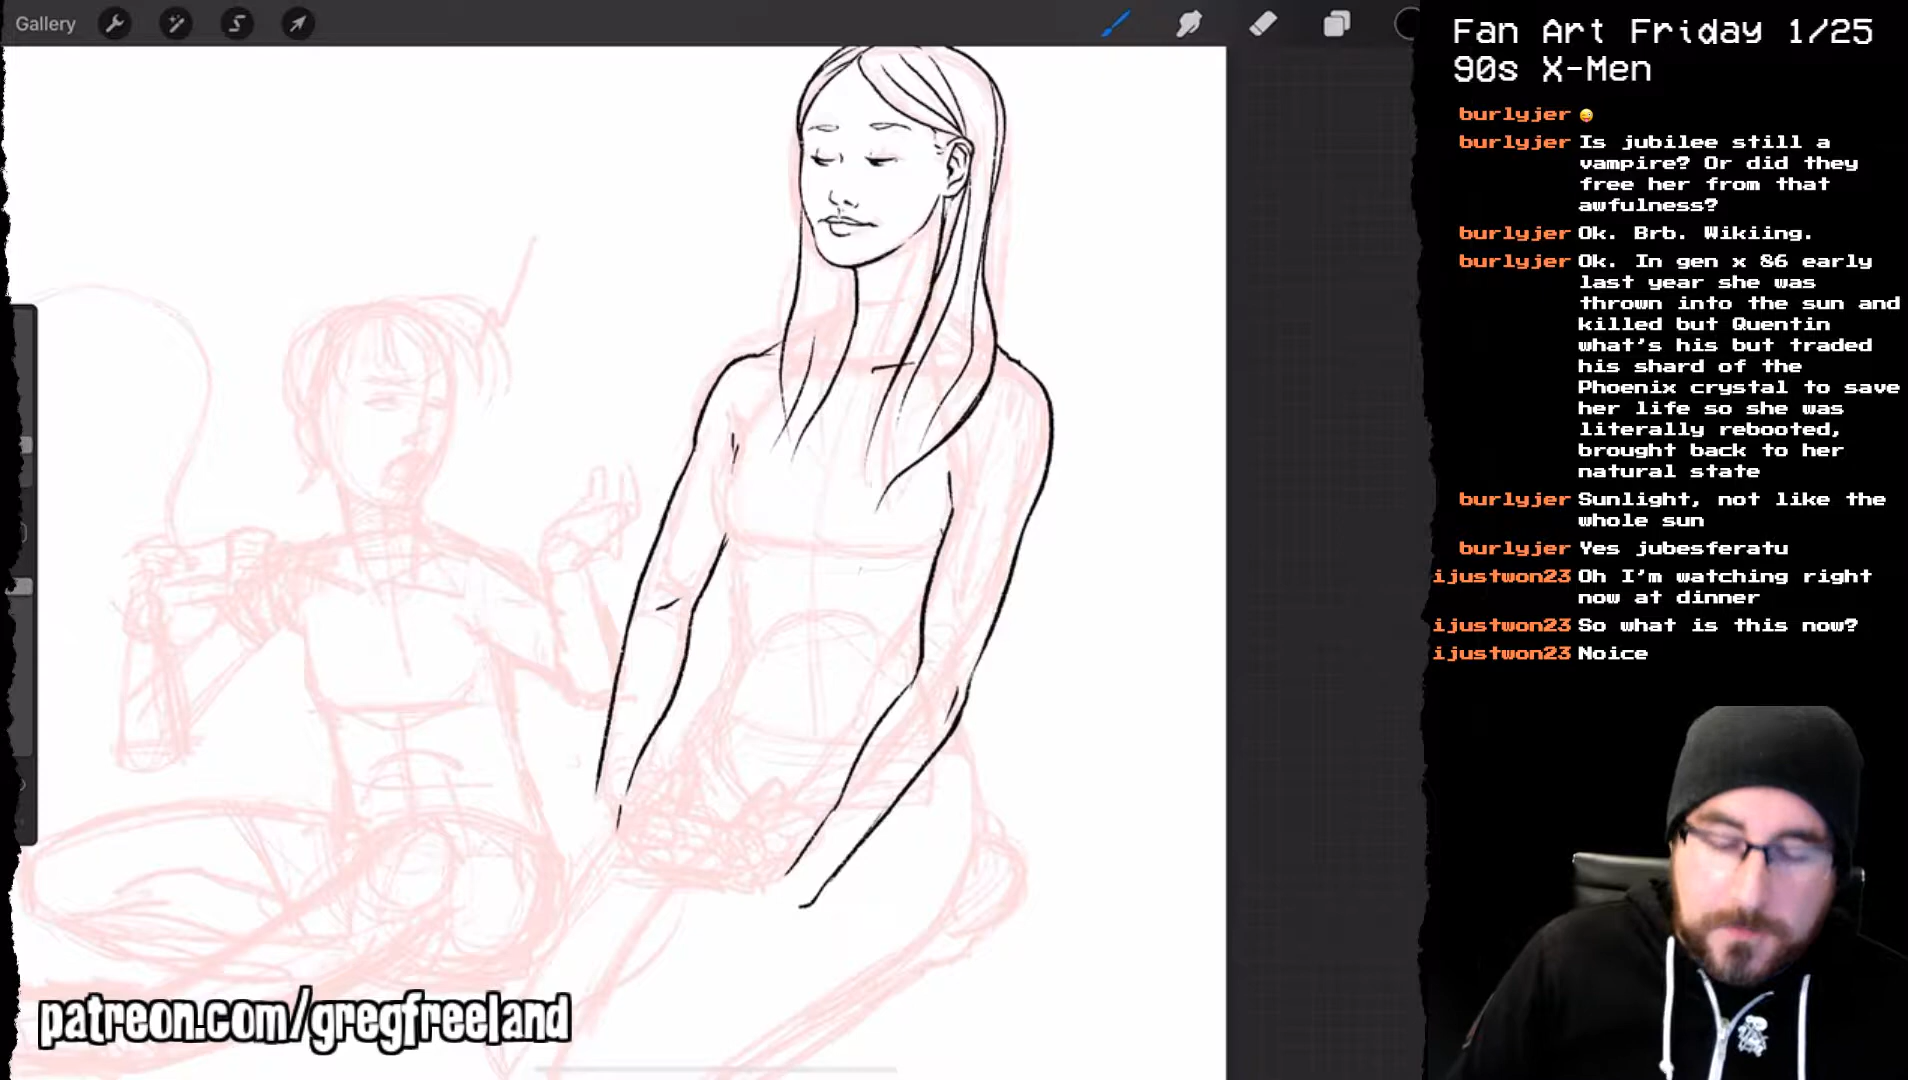 Gallery
Fan Art Friday 1/25
90s X-Men
burlyjer 😜
burlyjer Is jubilee still a
vampire? Or did they
free her from that
awfulness?
burlyjer Ok. Brb. Wikiing.
burlyjer Ok. In gen x 86 early
last year she was
thrown into the sun and
killed but Quentin
what's his but traded
his shard of the
Phoenix crystal to save
her life so she was
literally rebooted,
brought back to her
natural state
burlyjer Sunlight, not like the
whole sun
burlyjer Yes jubesferatu
ijustwon23 Oh I'm watching right
now at dinner
ijustwon23 So what is this now?
ijustwon23 Noice
patreon.com/gregfreeland